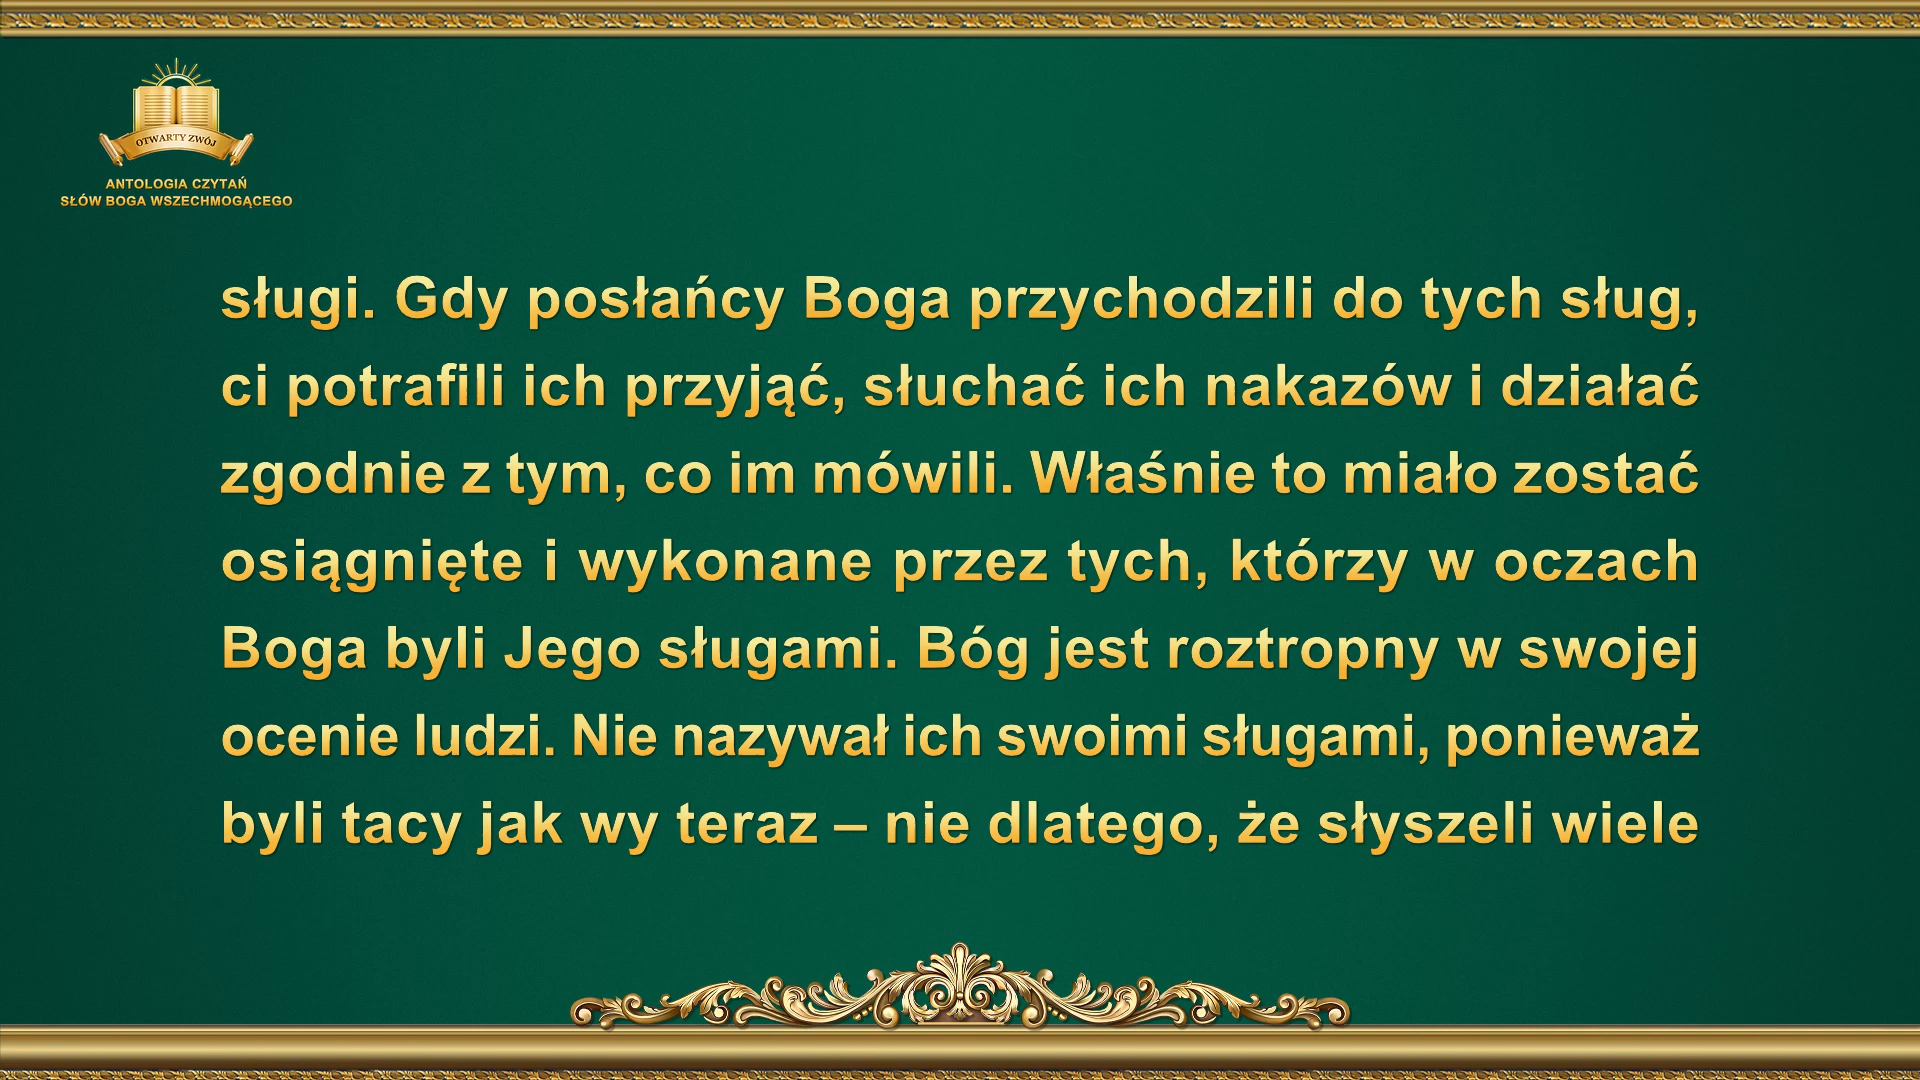 OTWARTY ZWÓJ
ANTOLOGIA CZYTAŃ
SŁÓW BOGA WSZECHMOGĄCEGO
sługi. Gdy posłańcy Boga przychodzili do tych sług,
ci potrafili ich przyjąć, słuchać ich nakazów i działać
zgodnie z tym, co im mówili. Właśnie to miało zostać
osiągnięte i wykonane przez tych, którzy w oczach
Boga byli Jego sługami. Bóg jest roztropny w swojej
ocenie ludzi. Nie nazywał ich swoimi sługami, ponieważ
byli tacy jak wy teraz – nie dlatego, że słyszeli wiele